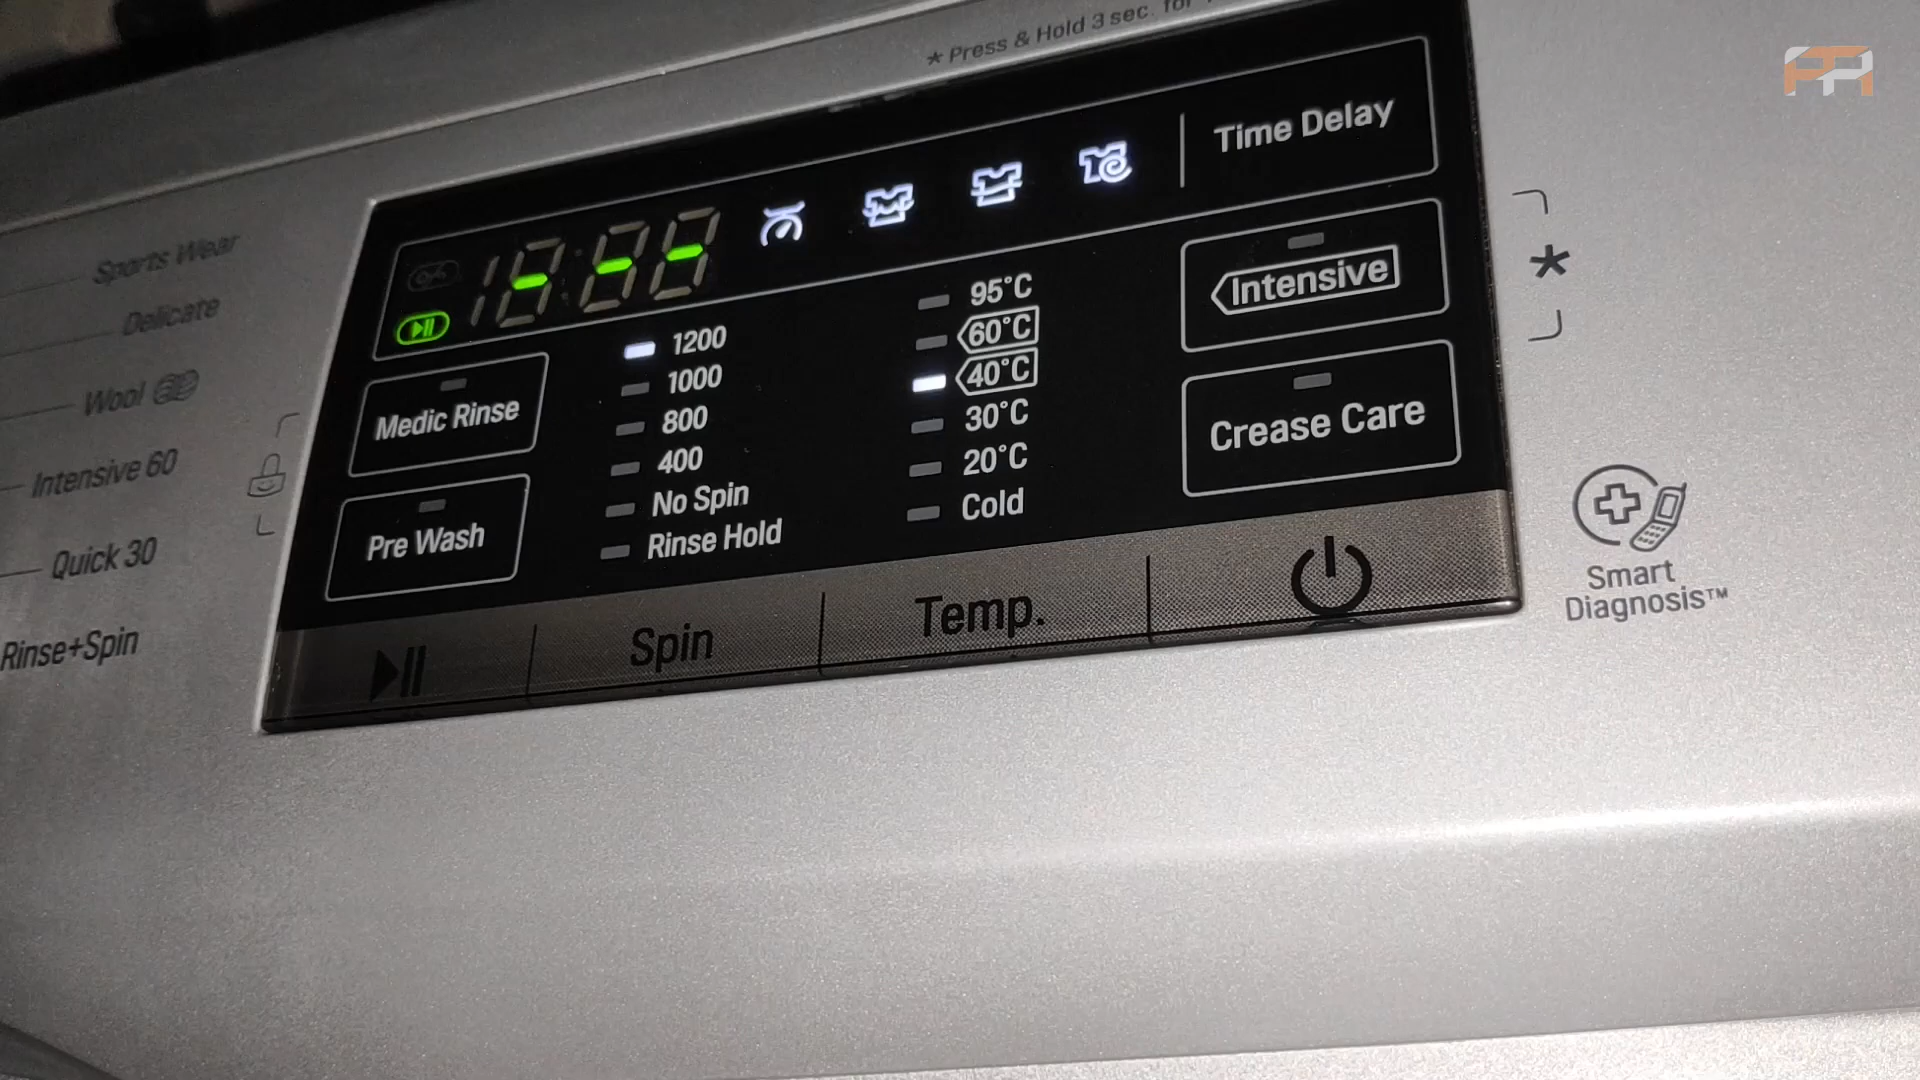 * Press & Hold 3 sec. for
Time Delay
Sports Wear
Delicate
Wool
Intensive 60
Quick 30
Rinse+Spin
Medic Rinse
Pre Wash
1200
1000
800
400
No Spin
Rinse Hold
95°C
60°C
40°C
30°C
20°C
Cold
Intensive
*
Crease Care
Spin
Temp.
Smart
Diagnosis™